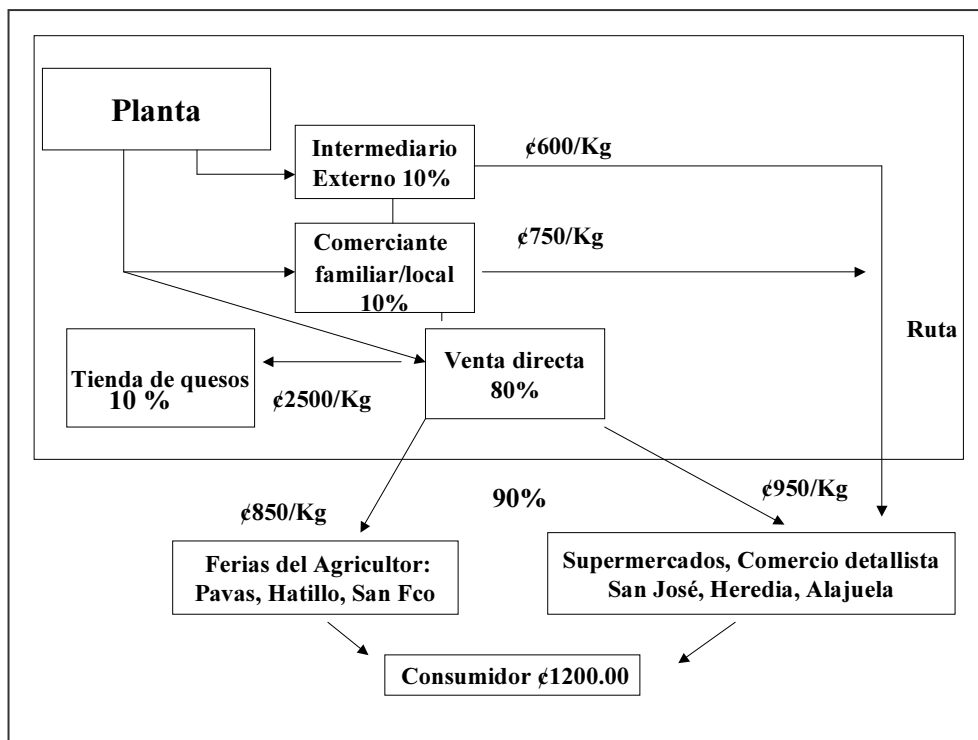 Planta
Intermediario
Externo 10%
¢600/Kg
Comerciante
familiar/local
10%
¢750/Kg
Ruta
Tienda de quesos
10 %
¢2500/Kg
Venta directa
80%
¢850/Kg
90%
¢950/Kg
Ferias del Agricultor:
Pavas, Hatillo, San Fco
Supermercados, Comercio detallista
San José, Heredia, Alajuela
Consumidor ¢1200.00